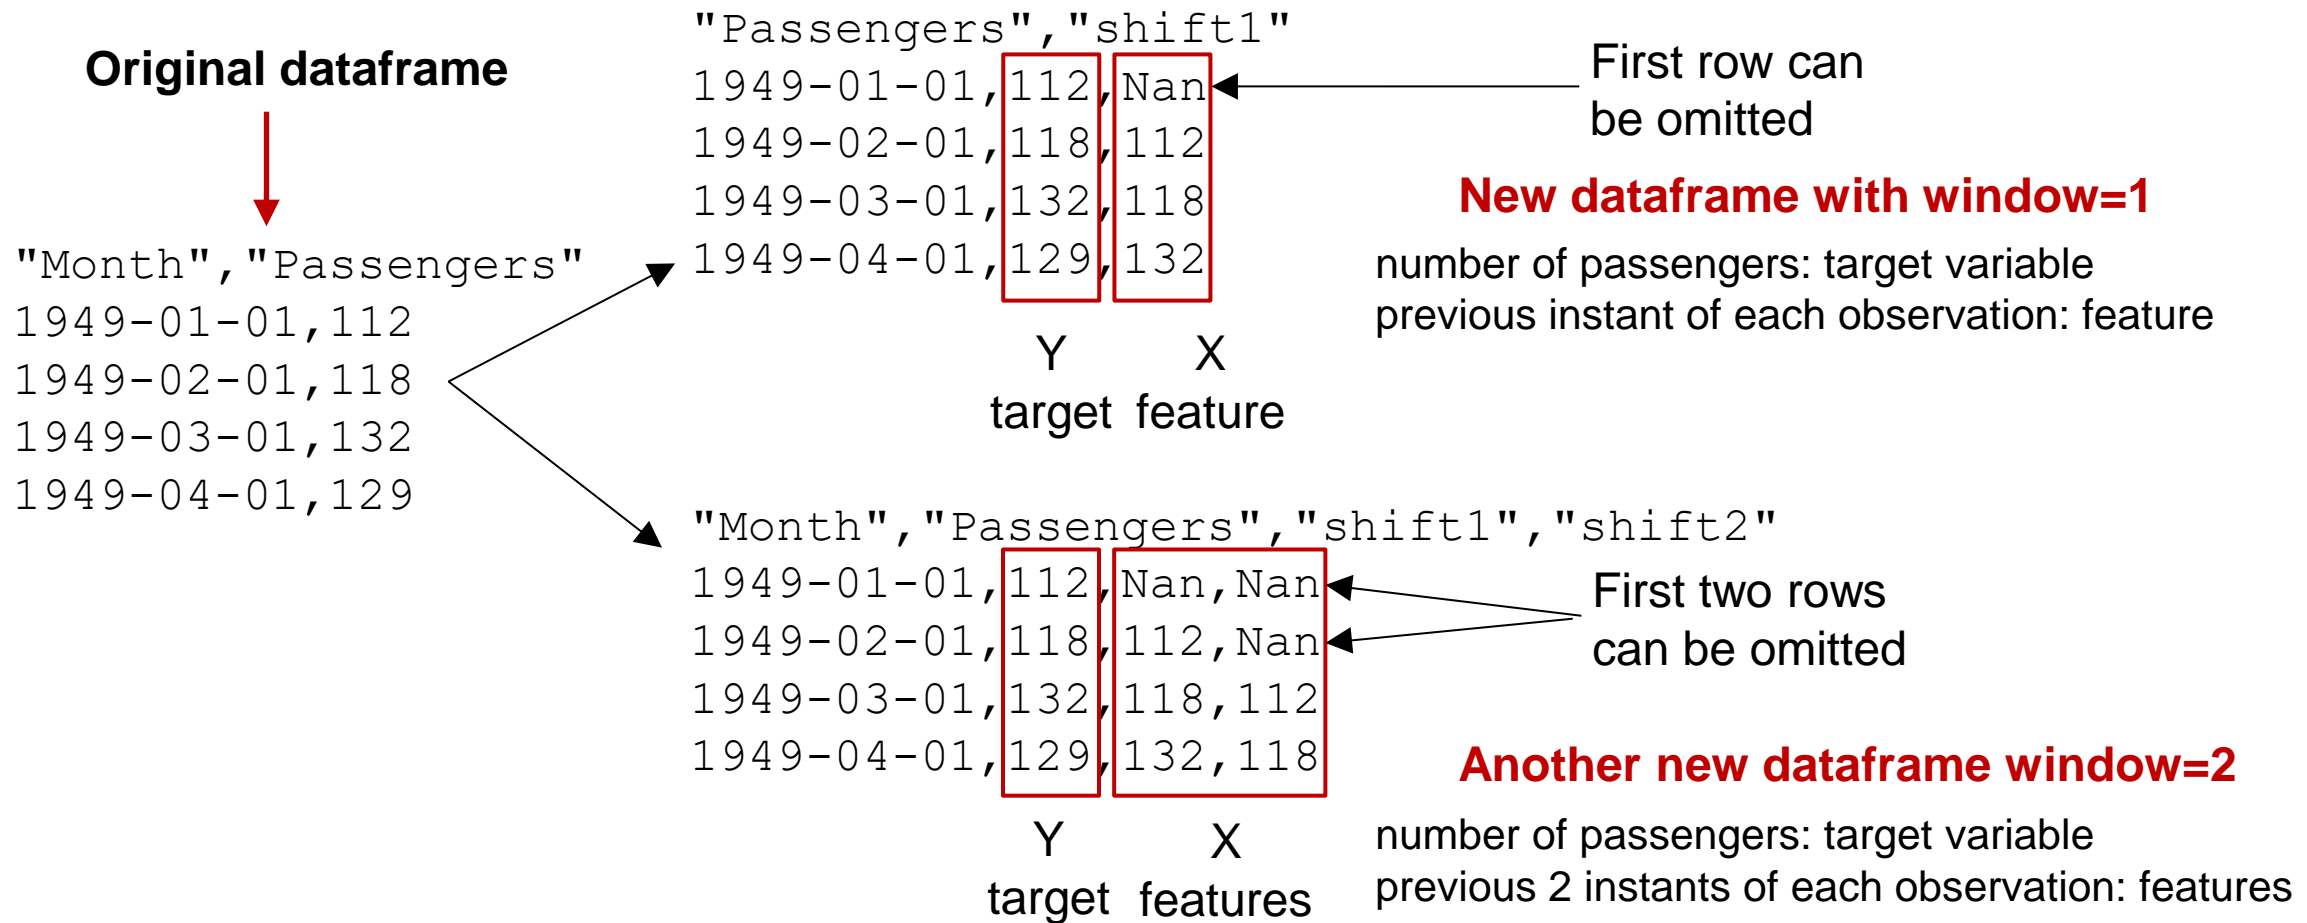 Original dataframe
"Month","Passengers"
1949-01-01,112
1949-02-01,118
1949-03-01,132
1949-04-01,129
"Passengers","shift1"
1949-01-01,112,Nan
1949-02-01,118,112
1949-03-01,132,118
1949-04-01,129,132
Y X
target feature
First row can
be omitted
New dataframe with window=1
number of passengers: target variable
previous instant of each observation: feature
"Month","Passengers","shift1","shift2"
1949-01-01,112,Nan,Nan
1949-02-01,118,112,Nan
1949-03-01,132,118,112
1949-04-01,129,132,118
Y X
target features
First two rows
can be omitted
Another new dataframe window=2
number of passengers: target variable
previous 2 instants of each observation: features